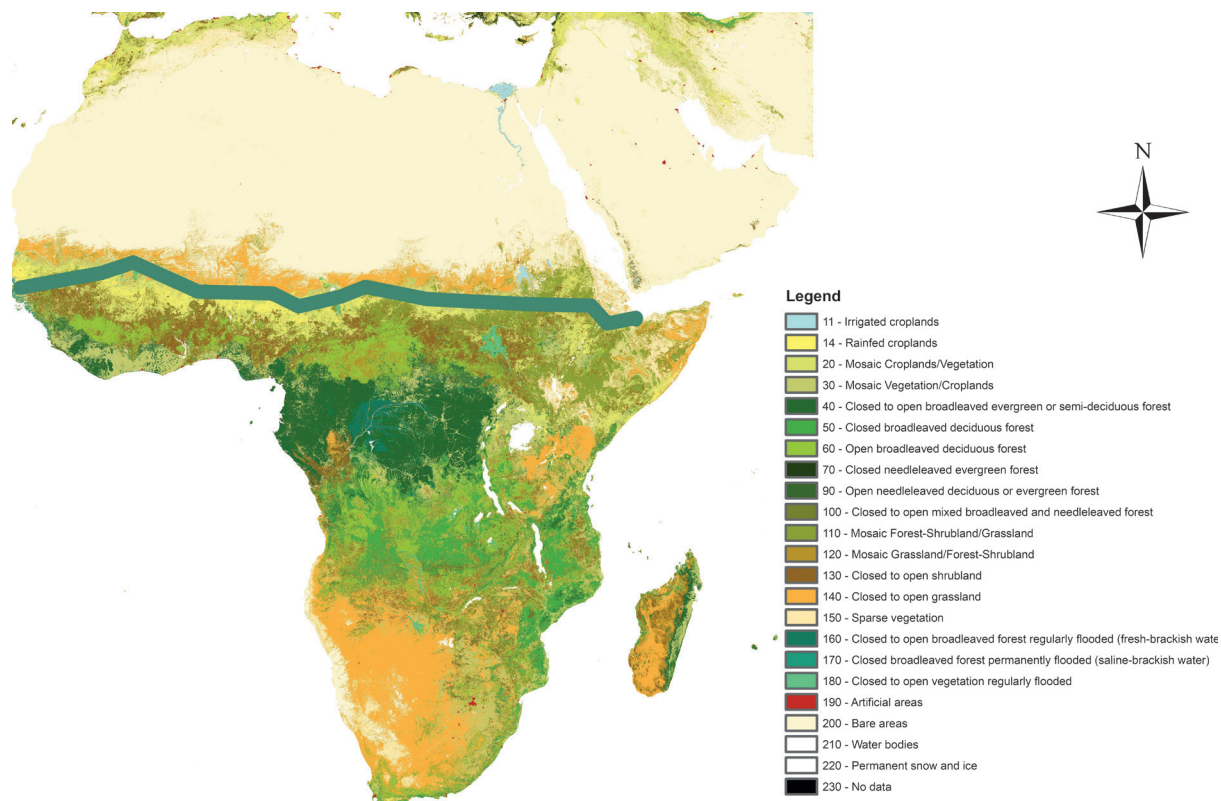 N
Legend
11 - Irrigated croplands
14 - Rainfed croplands
20 - Mosaic Croplands/Vegetation
30 - Mosaic Vegetation/Croplands
40 - Closed to open broadleaved evergreen or semi-deciduous forest
50 - Closed broadleaved deciduous forest
60 - Open broadleaved deciduous forest
70 - Closed needleleaved evergreen forest
90 - Open needleleaved deciduous or evergreen forest
100 - Closed to open mixed broadleaved and needleleaved forest
110 - Mosaic Forest-Shrubland/Grassland
120 - Mosaic Grassland/Forest-Shrubland
130 - Closed to open shrubland
140 - Closed to open grassland
150 - Sparse vegetation
160 - Closed to open broadleaved forest regularly flooded (fresh-brackish wate
170 - Closed broadleaved forest permanently flooded (saline-brackish water)
180 - Closed to open vegetation regularly flooded
190 - Artificial areas
200 - Bare areas
210 - Water bodies
220 - Permanent snow and ice
230 - No data